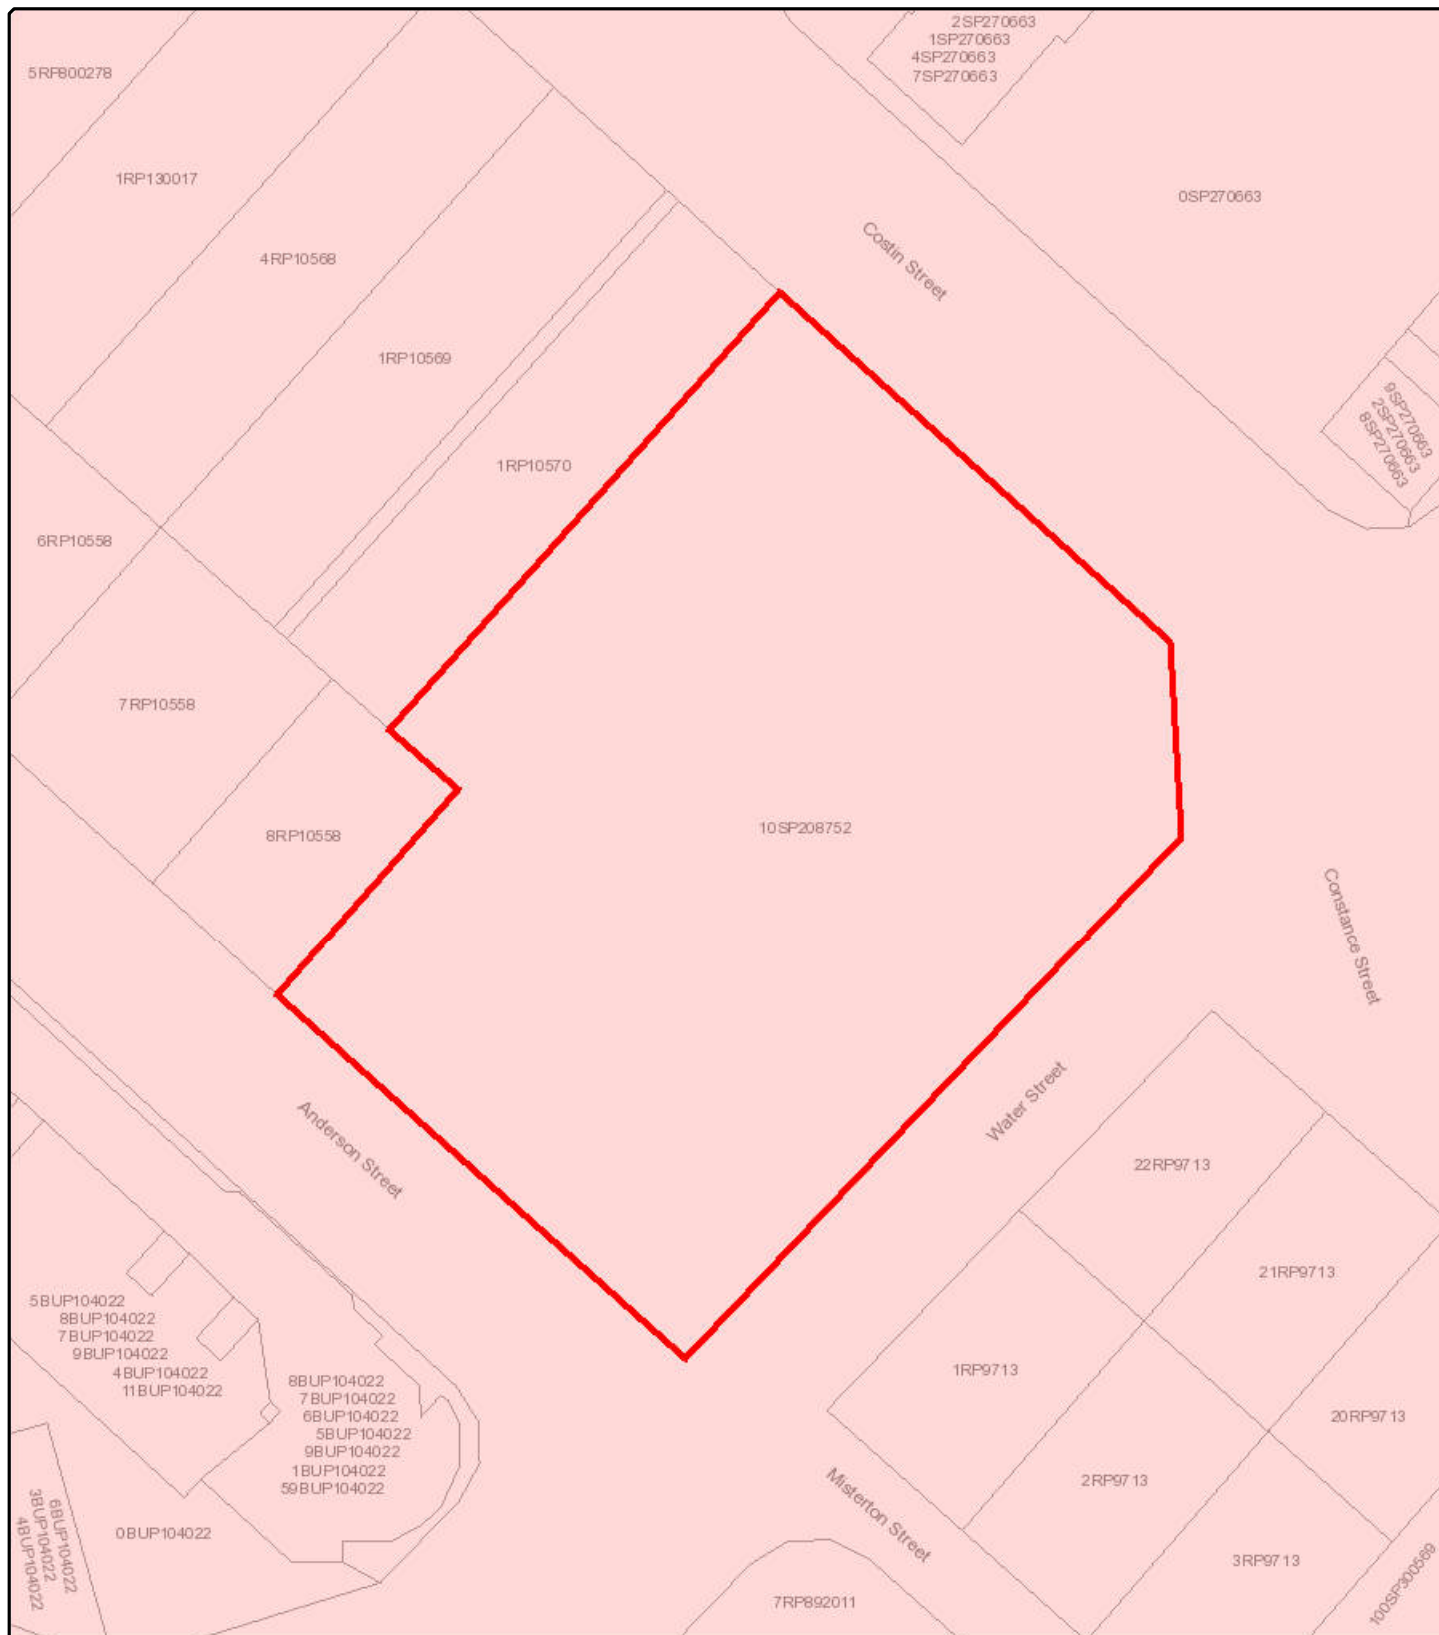 2SP270663
1SP270663
4SP270663
7SP270663
5RP800278
1RP130017
0SP270663
4RP10568
Costin Street
1RP10569
9SP270663
2SP270663
8SP270663
1RP10570
6RP10558
7RP10558
8RP10558
10SP208752
Constance Street
Water Street
Anderson Street
22RP9713
21RP9713
5BUP104022
8BUP104022
7BUP104022
9BUP104022
4BUP104022
11BUP104022
8BUP104022
7BUP104022
6BUP104022
5BUP104022
9BUP104022
1BUP104022
59BUP104022
1RP9713
20RP9713
2RP9713
Misterton Street
6BUP104022
3BUP104022
4BUP104022
0BUP104022
3RP9713
100SP300569
7RP892011